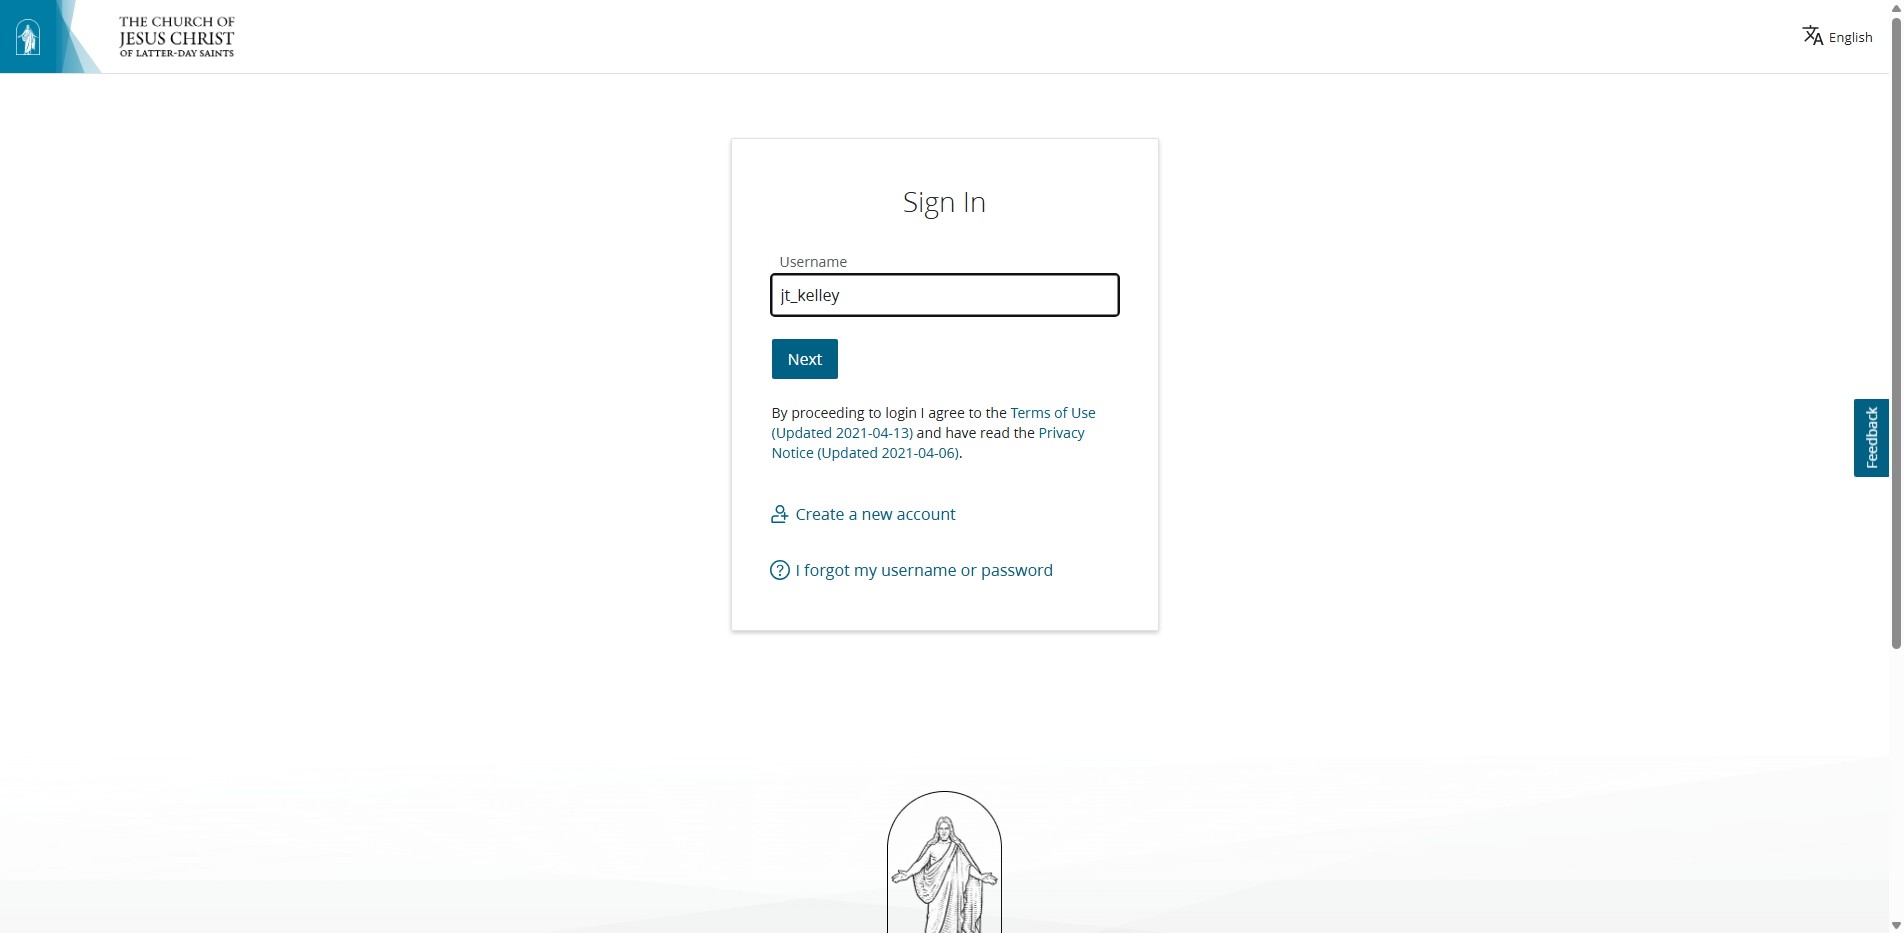 THE CHURCH OF
JESUS CHRIST
OF LATTER-DAY SAINTS
English
Sign In
Username
jt_kelley
Next
By proceeding to login I agree to the Terms of Use
(Updated 2021-04-13) and have read the Privacy
Notice (Updated 2021-04-06).
Feedback
Create a new account
I forgot my username or password